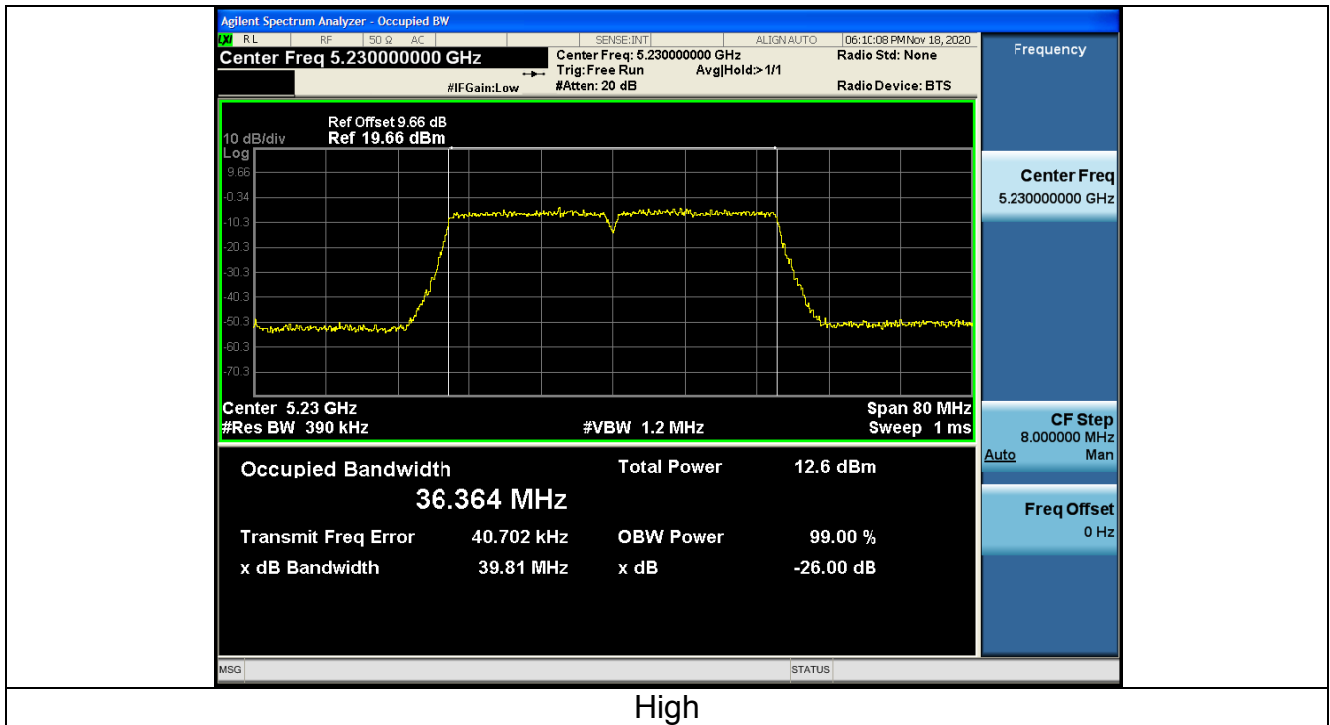 Agilent Spectrum Analyzer - Occupied BW
LXI RL RF 50 Ω AC SENSE:INT ALIGN AUTO 06:10:08 PM Nov 18, 2020
Center Freq 5.230000000 GHz
Center Freq: 5.230000000 GHz
Radio Std: None
Trig: Free Run
Avg|Hold:> 1/1
#IFGain:Low
#Atten: 20 dB
Radio Device: BTS
Ref Offset 9.66 dB
10 dB/div Ref 19.66 dBm
Log
9.66
-0.34
-10.3
-20.3
-30.3
-40.3
-50.3
-60.3
-70.3
Center 5.23 GHz Span 80 MHz
#Res BW 390 kHz #VBW 1.2 MHz Sweep 1 ms
Occupied Bandwidth Total Power 12.6 dBm
36.364 MHz
Transmit Freq Error 40.702 kHz OBW Power 99.00 %
x dB Bandwidth 39.81 MHz x dB -26.00 dB
MSG STATUS
Frequency
Center Freq
5.230000000 GHz
CF Step
8.000000 MHz
Auto Man
Freq Offset
0 Hz
High